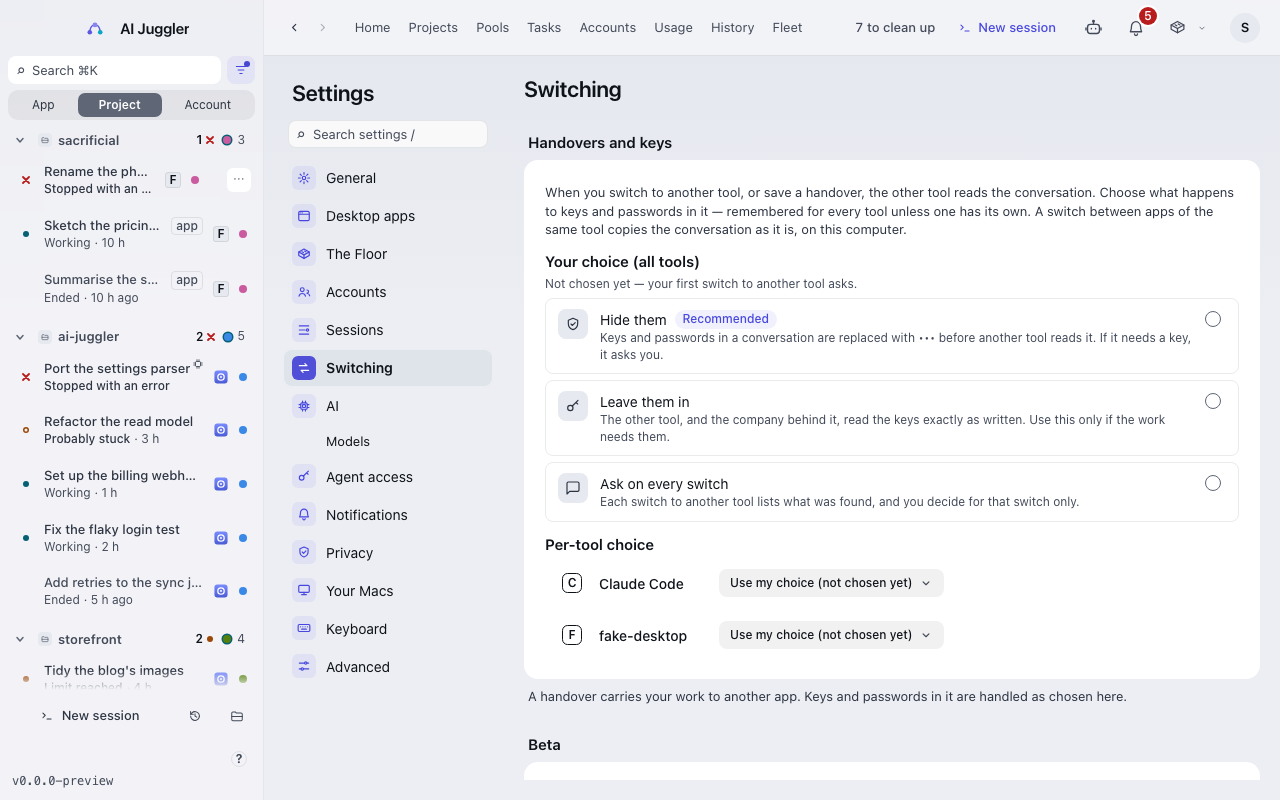 AI Juggler
Search ⌘K
App Project Account
sacrificial 1 3
Rename the ph...
Stopped with an ...
F
Sketch the pricin... app
Working · 10 h
F
Summarise the s... app
Ended · 10 h ago
F
ai-juggler 2 5
Port the settings parser
Stopped with an error
Refactor the read model
Probably stuck · 3 h
Set up the billing webh...
Working · 1 h
Fix the flaky login test
Working · 2 h
Add retries to the sync j...
Ended · 5 h ago
storefront 2 4
Tidy the blog's images
Limit reached · 4 h
New session
?
v0.0.0-preview
Home Projects Pools Tasks Accounts Usage History Fleet 7 to clean up New session 5 S
Settings
Search settings /
General
Desktop apps
The Floor
Accounts
Sessions
Switching
AI
Models
Agent access
Notifications
Privacy
Your Macs
Keyboard
Advanced
Switching
Handovers and keys
When you switch to another tool, or save a handover, the other tool reads the conversation. Choose what happens
to keys and passwords in it — remembered for every tool unless one has its own. A switch between apps of the
same tool copies the conversation as it is, on this computer.
Your choice (all tools)
Not chosen yet — your first switch to another tool asks.
Hide them Recommended
Keys and passwords in a conversation are replaced with ••• before another tool reads it. If it needs a key,
it asks you.
Leave them in
The other tool, and the company behind it, read the keys exactly as written. Use this only if the work
needs them.
Ask on every switch
Each switch to another tool lists what was found, and you decide for that switch only.
Per-tool choice
C Claude Code Use my choice (not chosen yet)
F fake-desktop Use my choice (not chosen yet)
A handover carries your work to another app. Keys and passwords in it are handled as chosen here.
Beta